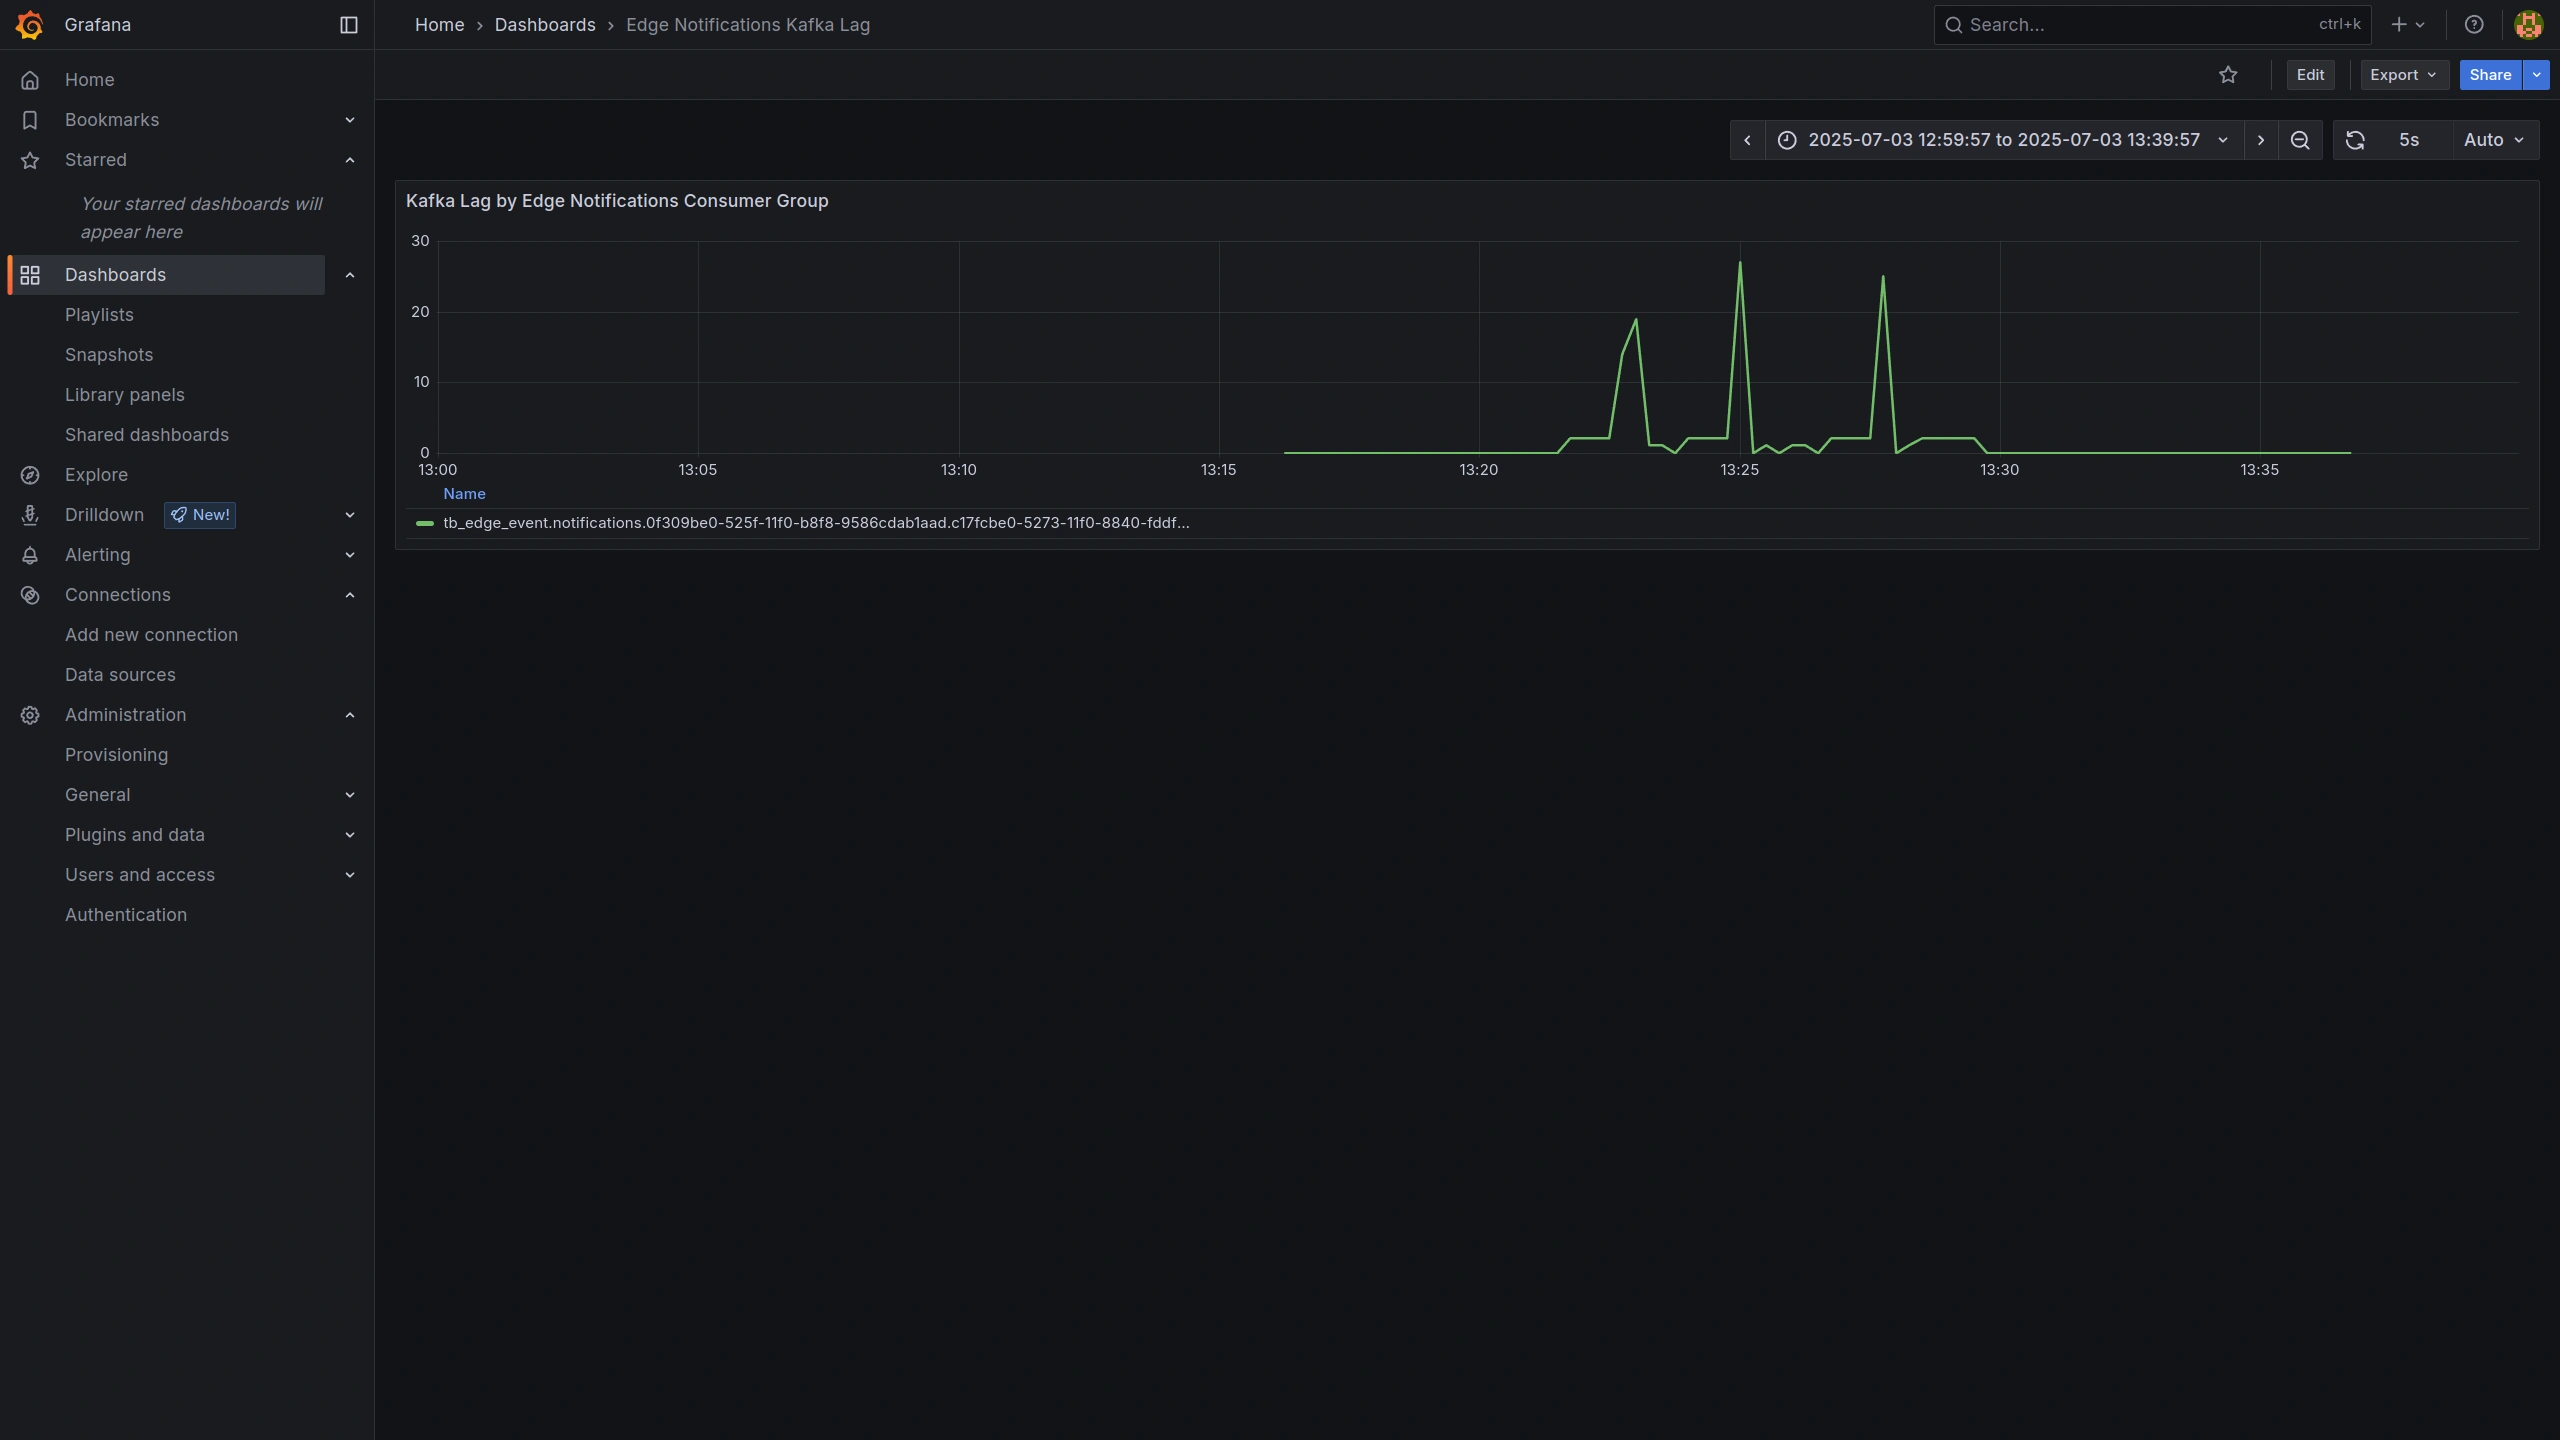 Grafana
Home › Dashboards › Edge Notifications Kafka Lag
Search...
ctrl+k
Home
Bookmarks
Starred
Your starred dashboards will
appear here
Dashboards
Playlists
Snapshots
Library panels
Shared dashboards
Explore
Drilldown
New!
Alerting
Connections
Add new connection
Data sources
Administration
Provisioning
General
Plugins and data
Users and access
Authentication
Edit
Export
Share
2025-07-03 12:59:57 to 2025-07-03 13:39:57
5s
Auto
Kafka Lag by Edge Notifications Consumer Group
30
20
10
0
13:00
13:05
13:10
13:15
13:20
13:25
13:30
13:35
Name
tb_edge_event.notifications.0f309be0-525f-11f0-b8f8-9586cdab1aad.c17fcbe0-5273-11f0-8840-fddf...